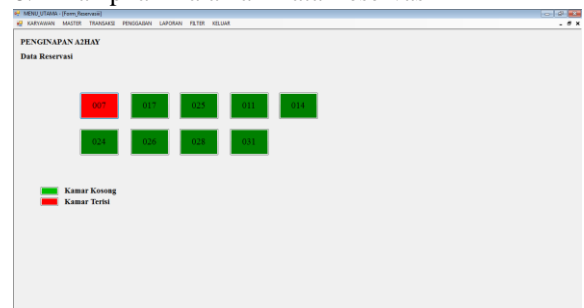 MENU_UTAMA - [Form_Reservasi]
KARYAWAN MASTER TRANSAKSI PENGGAJIAN LAPORAN FILTER KELUAR
PENGINAPAN A2HAY
Data Reservasi
007 017 025 011 014
024 026 028 031
Kamar Kosong
Kamar Terisi